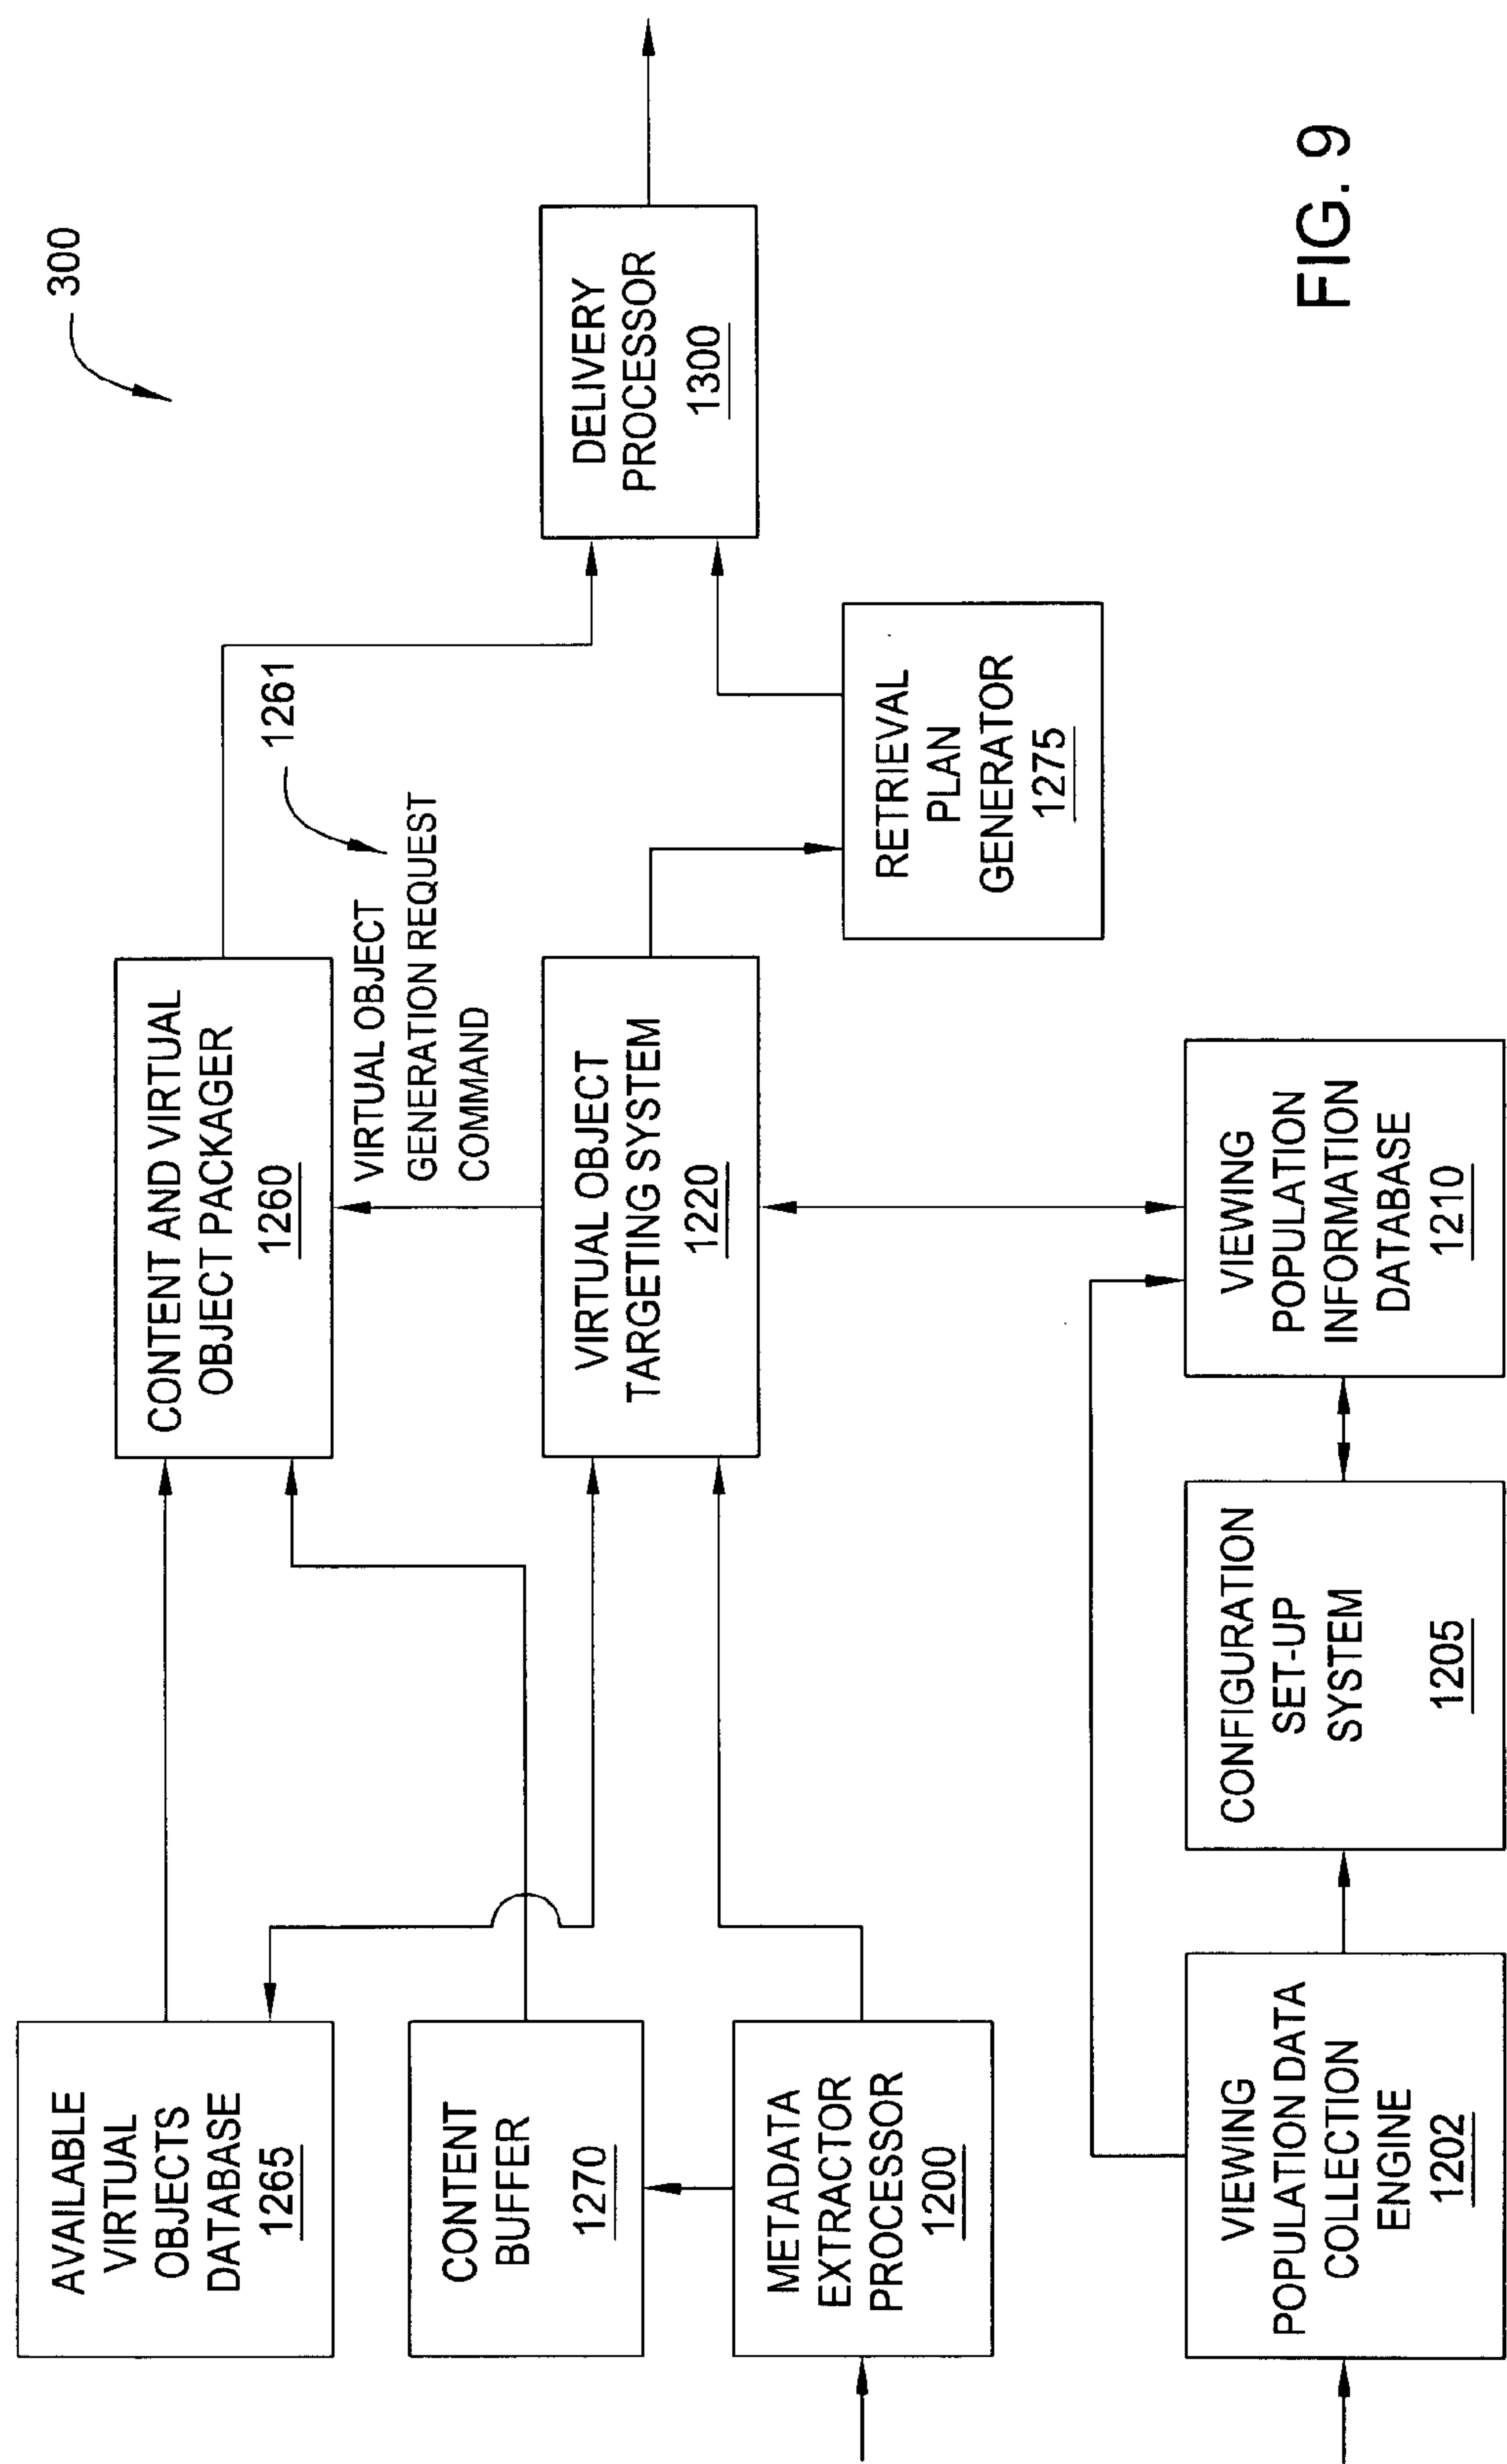 300
AVAILABLE
VIRTUAL
OBJECTS
DATABASE
1265
CONTENT AND VIRTUAL
OBJECT PACKAGER
1260
1261
VIRTUAL OBJECT
GENERATION REQUEST
COMMAND
CONTENT
BUFFER
1270
VIRTUAL OBJECT
TARGETING SYSTEM
1220
DELIVERY
PROCESSOR
1300
METADATA
EXTRACTOR
PROCESSOR
1200
RETRIEVAL
PLAN
GENERATOR
1275
VIEWING
POPULATION DATA
COLLECTION
ENGINE
1202
CONFIGURATION
SET-UP
SYSTEM
1205
VIEWING
POPULATION
INFORMATION
DATABASE
1210
FIG. 9